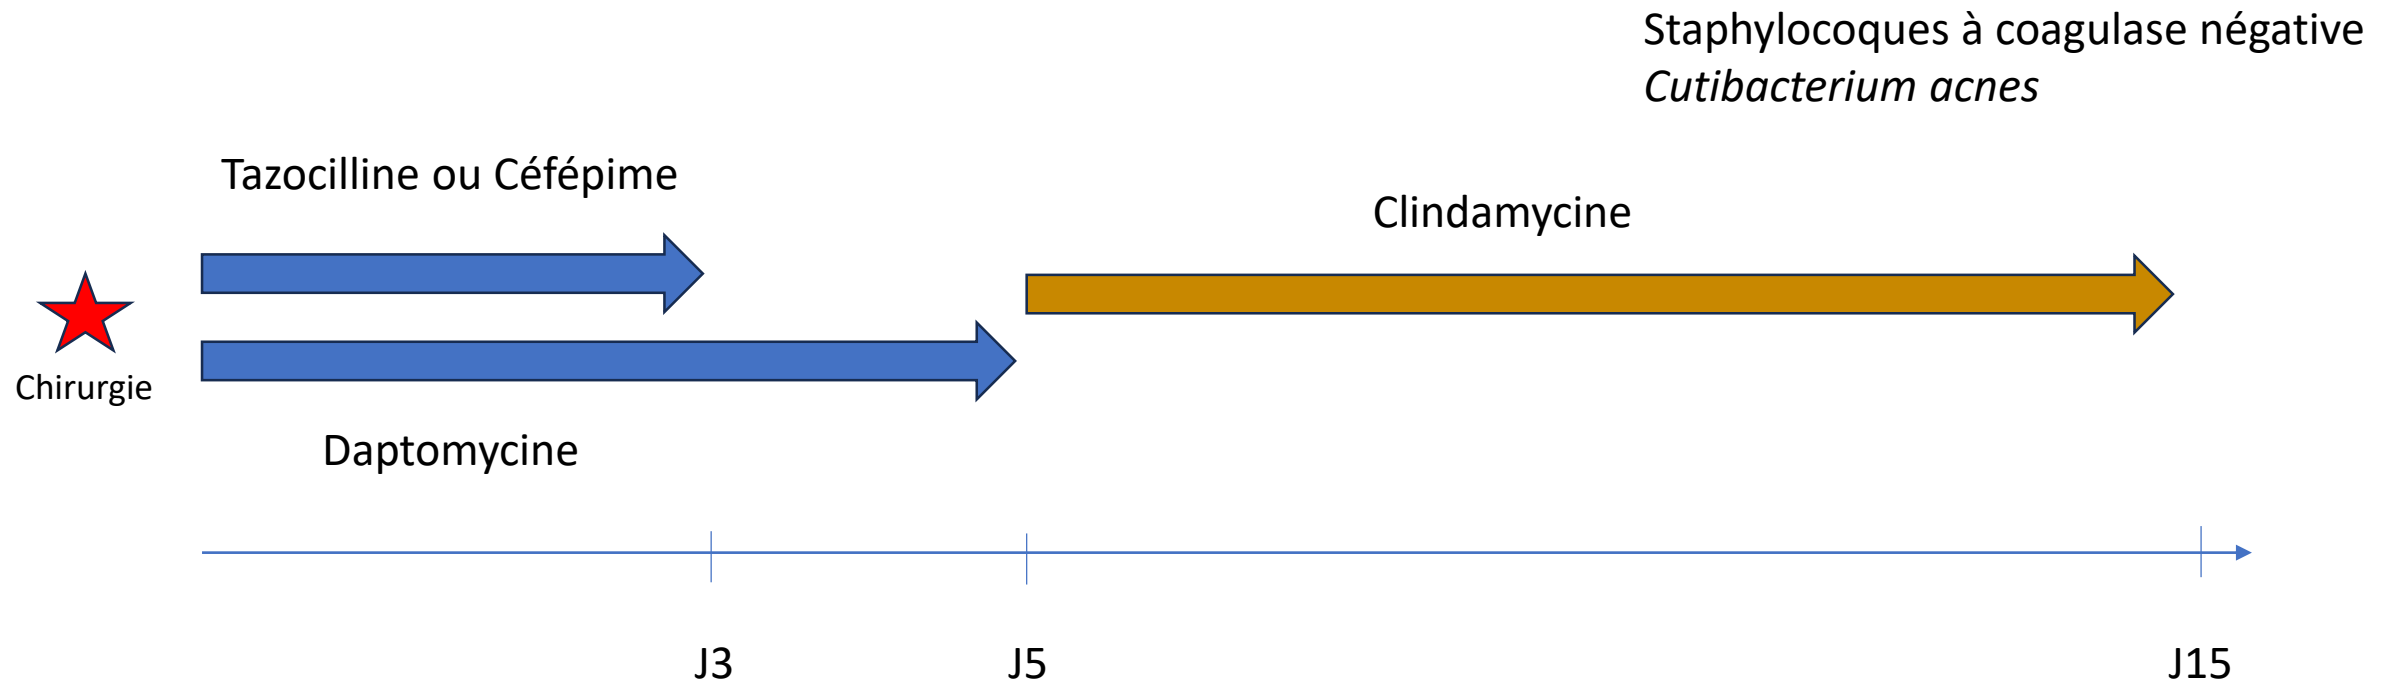 Staphylocoques à coagulase négative
Cutibacterium acnes
Tazocilline ou Céfépime
Clindamycine
Chirurgie
Daptomycine
J3
J5
J15